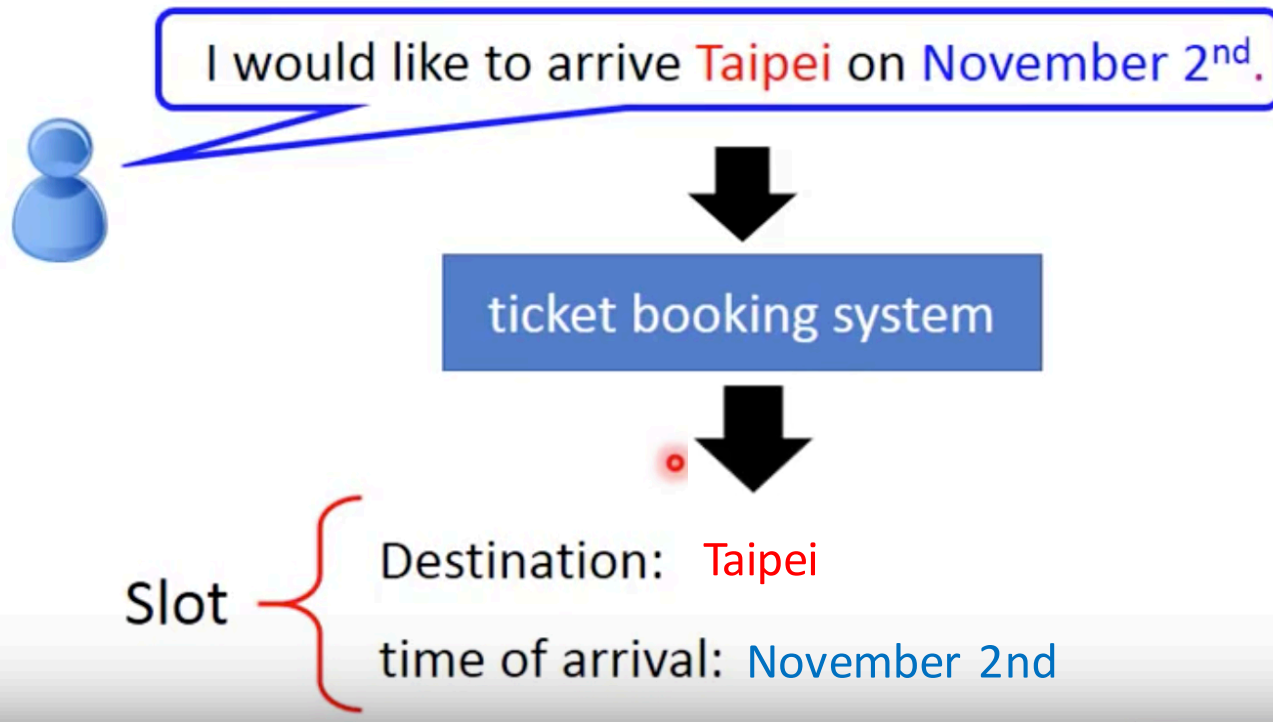 I would like to arrive Taipei on November 2nd.
ticket booking system
Destination: Taipei
Slot
time of arrival: November 2nd